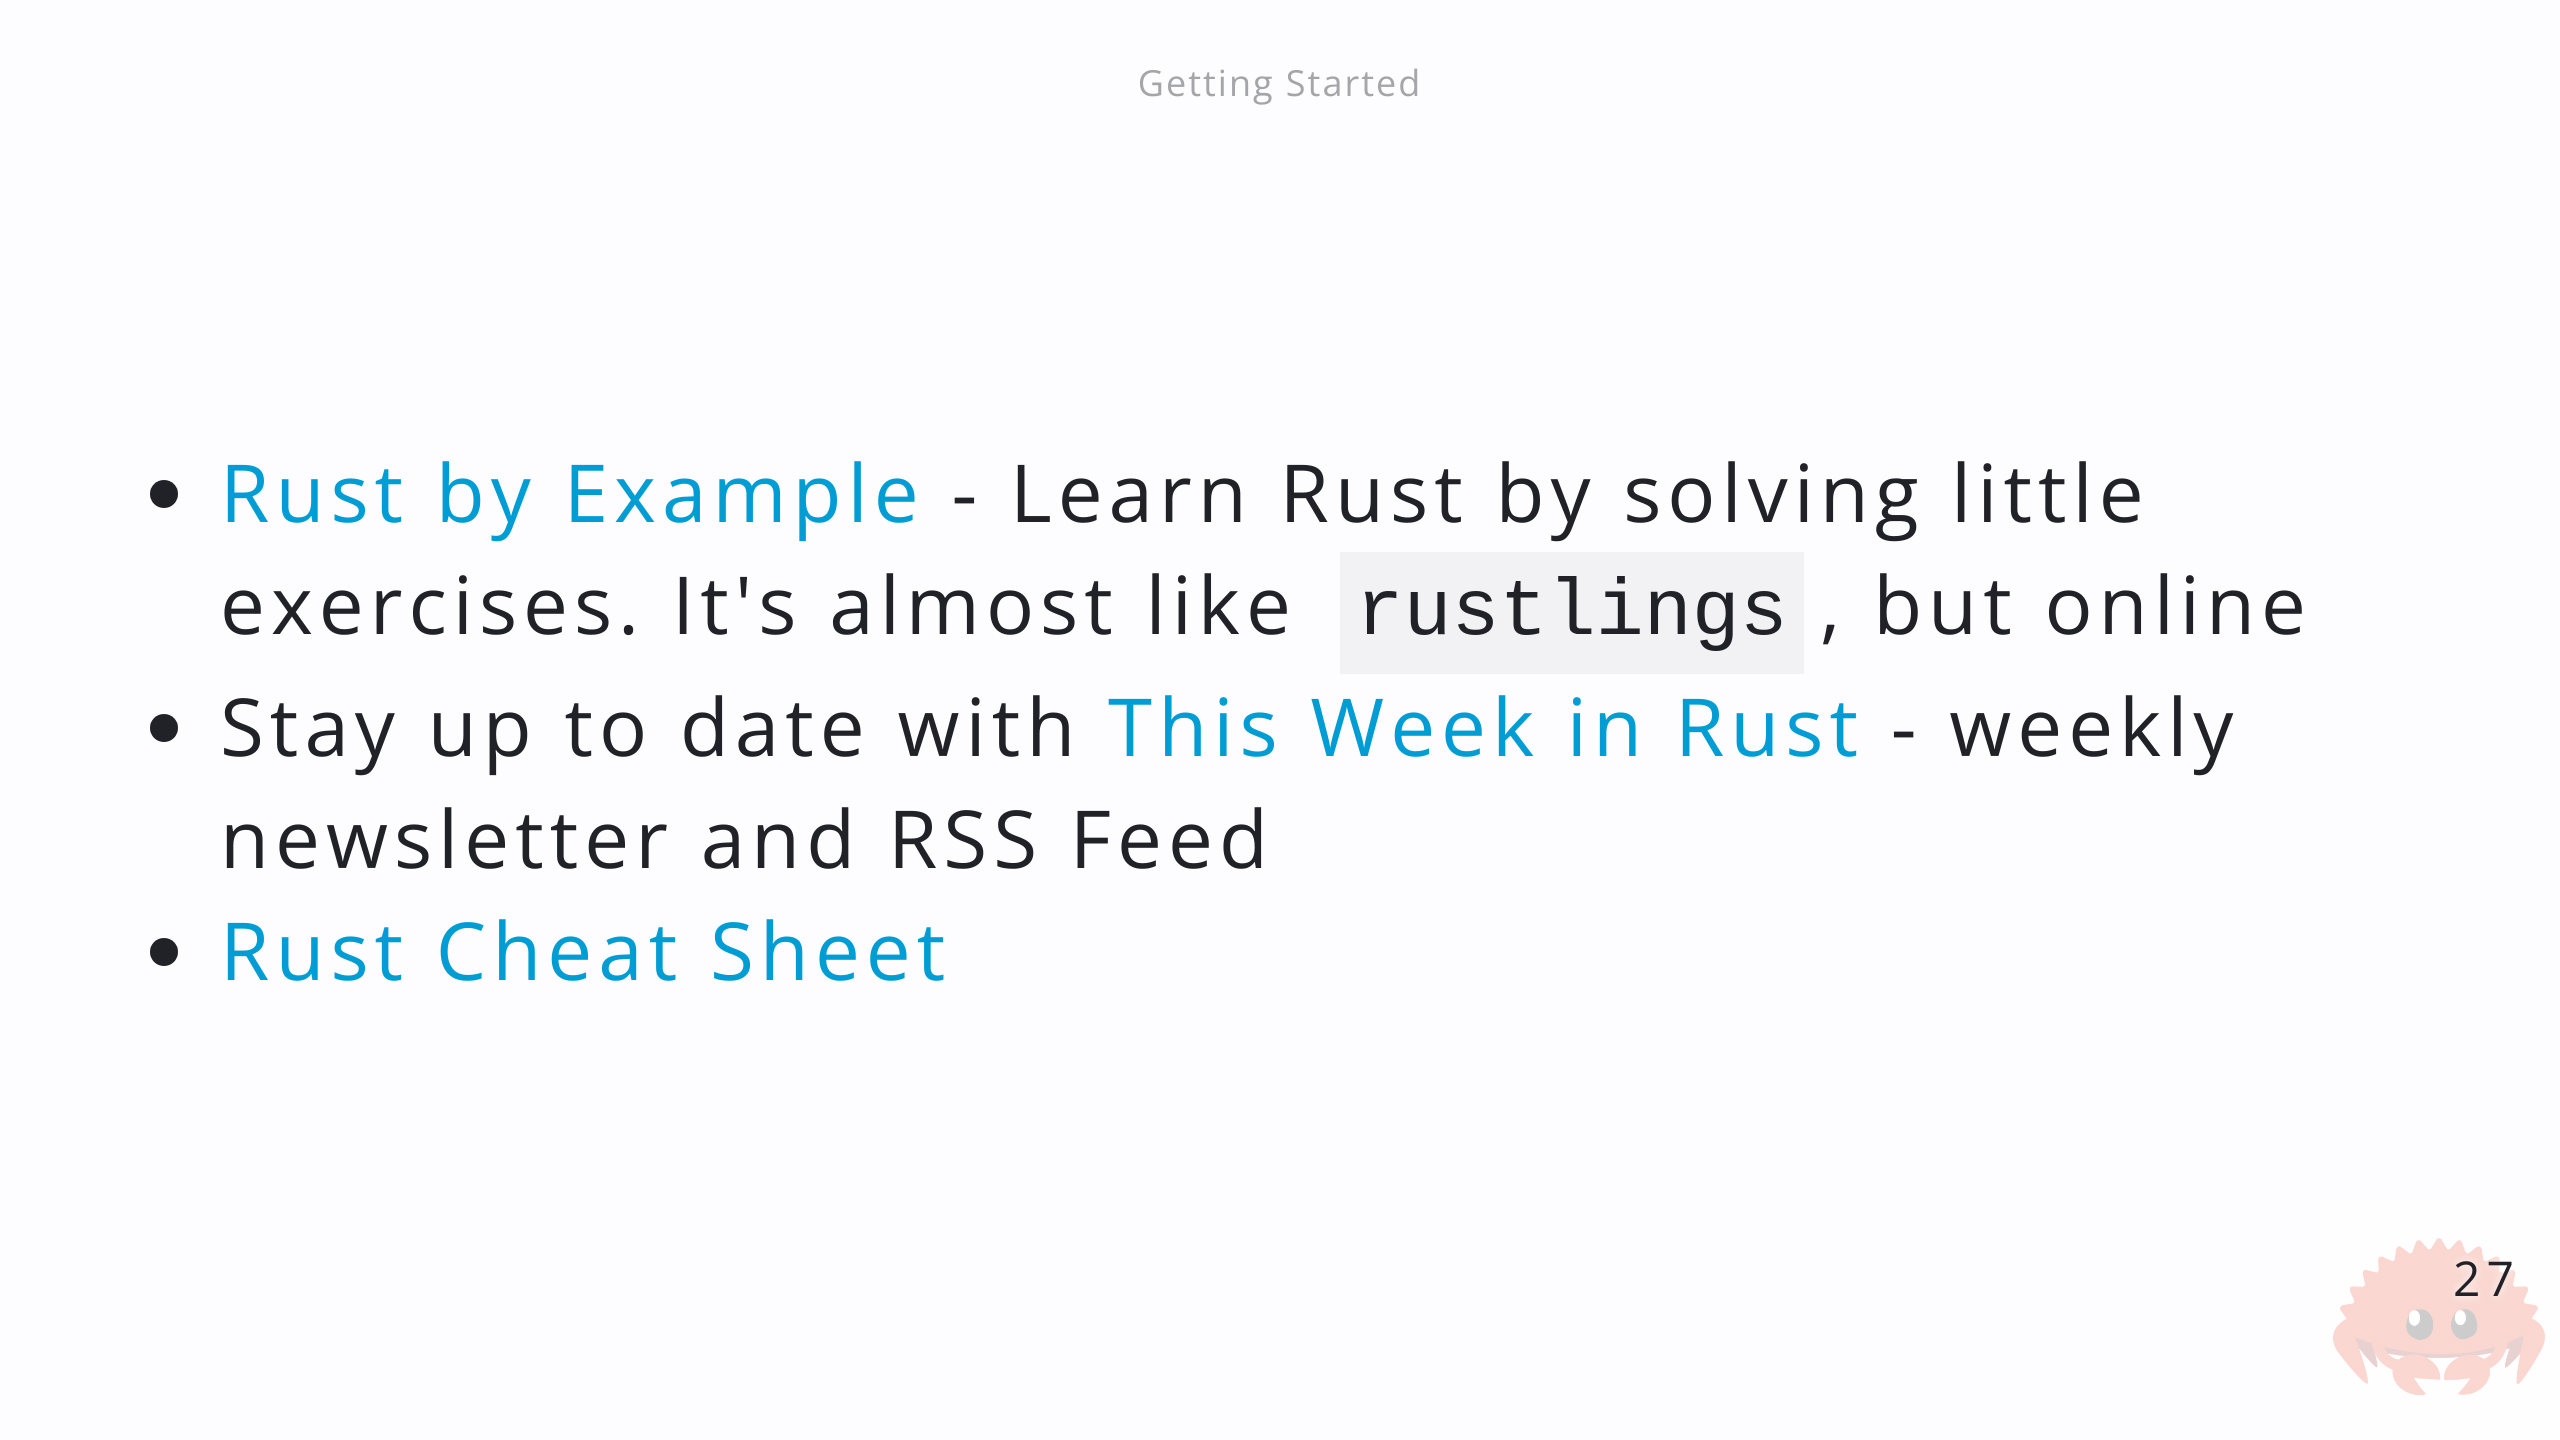 Getting Started
• Rust by Example - Learn Rust by solving little
exercises. It's almost like rustlings, but online
• Stay up to date with This Week in Rust - weekly
newsletter and RSS Feed
• Rust Cheat Sheet
27